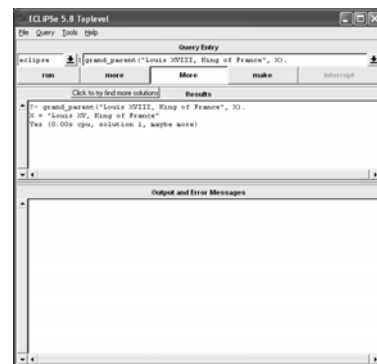 ECLiPSe 5.8 Toplevel
File Query Tools Help
Query Entry
eclipse : grand_parent("Louis XVIII, King of France", X).
run more More make interrupt
Click to try find more solutions Results
?- grand_parent("Louis XVIII, King of France", X).
X = "Louis XV, King of France"
Yes (0.00s cpu, solution 1, maybe more)
Output and Error Messages